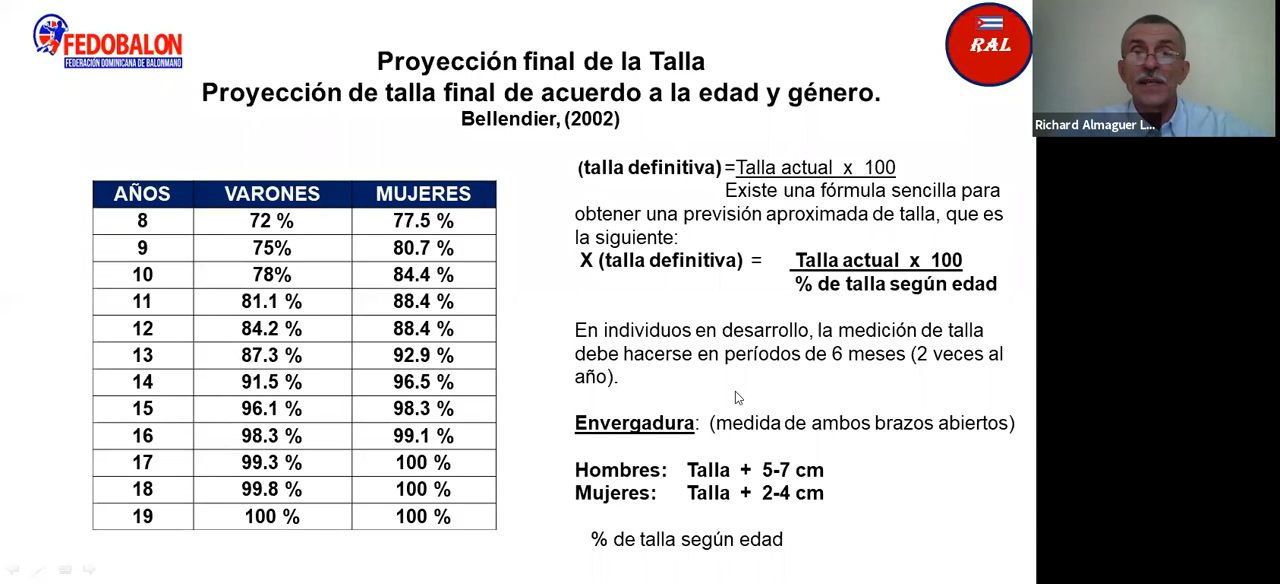 FEDOBALON
FEDERACIÓN DOMINICANA DE BALONMANO
RAL
Richard Almaguer L...
Proyección final de la Talla
Proyección de talla final de acuerdo a la edad y género.
Bellendier, (2002)
AÑOS VARONES MUJERES
8 72 % 77.5 %
9 75% 80.7 %
10 78% 84.4 %
11 81.1 % 88.4 %
12 84.2 % 88.4 %
13 87.3 % 92.9 %
14 91.5 % 96.5 %
15 96.1 % 98.3 %
16 98.3 % 99.1 %
17 99.3 % 100 %
18 99.8 % 100 %
19 100 % 100 %
(talla definitiva) =Talla actual x 100
Existe una fórmula sencilla para
obtener una previsión aproximada de talla, que es
la siguiente:
X (talla definitiva) = Talla actual x 100
% de talla según edad
En individuos en desarrollo, la medición de talla
debe hacerse en períodos de 6 meses (2 veces al
año).
Envergadura: (medida de ambos brazos abiertos)
Hombres: Talla + 5-7 cm
Mujeres: Talla + 2-4 cm
% de talla según edad